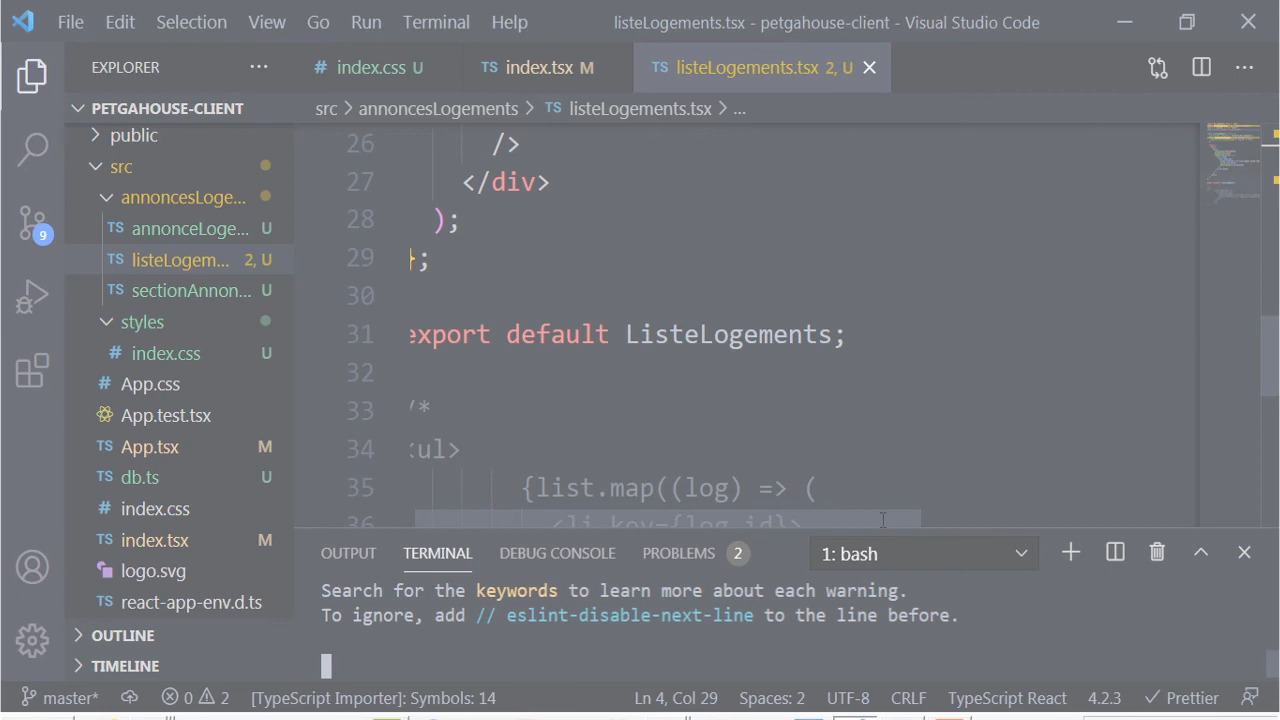 File Edit Selection View Go Run Terminal Help listeLogements.tsx - petgahouse-client - Visual Studio Code
EXPLORER ···
# index.css U TS index.tsx M TS listeLogements.tsx 2, U
PETGAHOUSE-CLIENT
src > annoncesLogements > TS listeLogements.tsx > ...
public
src
annoncesLoge...
TS annonceLoge... U
TS listeLogem... 2, U
TS sectionAnnon... U
styles
# index.css U
# App.css
App.test.tsx
TS App.tsx M
TS db.ts U
# index.css
TS index.tsx M
logo.svg
TS react-app-env.d.ts
OUTLINE
TIMELINE
9
26 />
27 </div>
28 );
29 };
30
31 export default ListeLogements;
32
33 /*
34 <ul>
35 {list.map((log) => (
36 <li key={log.id}>
OUTPUT TERMINAL DEBUG CONSOLE PROBLEMS 2 1: bash
Search for the keywords to learn more about each warning.
To ignore, add // eslint-disable-next-line to the line before.
master* 0 2 [TypeScript Importer]: Symbols: 14 Ln 4, Col 29 Spaces: 2 UTF-8 CRLF TypeScript React 4.2.3 Prettier